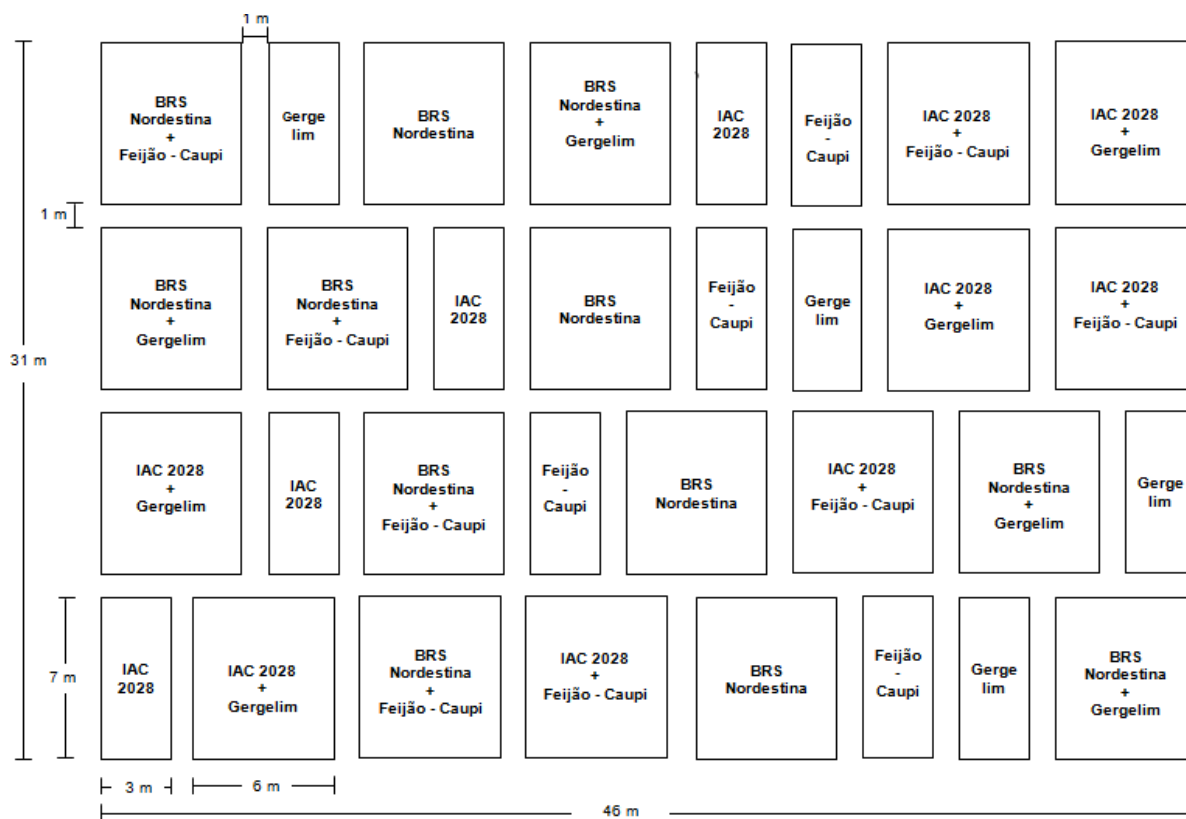 1 m
BRS
Nordestina
+
Feijão - Caupi
Gerge
lim
BRS
Nordestina
BRS
Nordestina
+
Gergelim
IAC
2028
Feijão
-
Caupi
IAC 2028
+
Feijão - Caupi
IAC 2028
+
Gergelim
1 m
BRS
Nordestina
+
Gergelim
BRS
Nordestina
+
Feijão - Caupi
IAC
2028
BRS
Nordestina
Feijão
-
Caupi
Gerge
lim
IAC 2028
+
Gergelim
IAC 2028
+
Feijão - Caupi
31 m
IAC 2028
+
Gergelim
IAC
2028
BRS
Nordestina
+
Feijão - Caupi
Feijão
-
Caupi
BRS
Nordestina
IAC 2028
+
Feijão - Caupi
BRS
Nordestina
+
Gergelim
Gerge
lim
7 m
IAC
2028
IAC 2028
+
Gergelim
BRS
Nordestina
+
Feijão - Caupi
IAC 2028
+
Feijão - Caupi
BRS
Nordestina
Feijão
-
Caupi
Gerge
lim
BRS
Nordestina
+
Gergelim
3 m
6 m
46 m